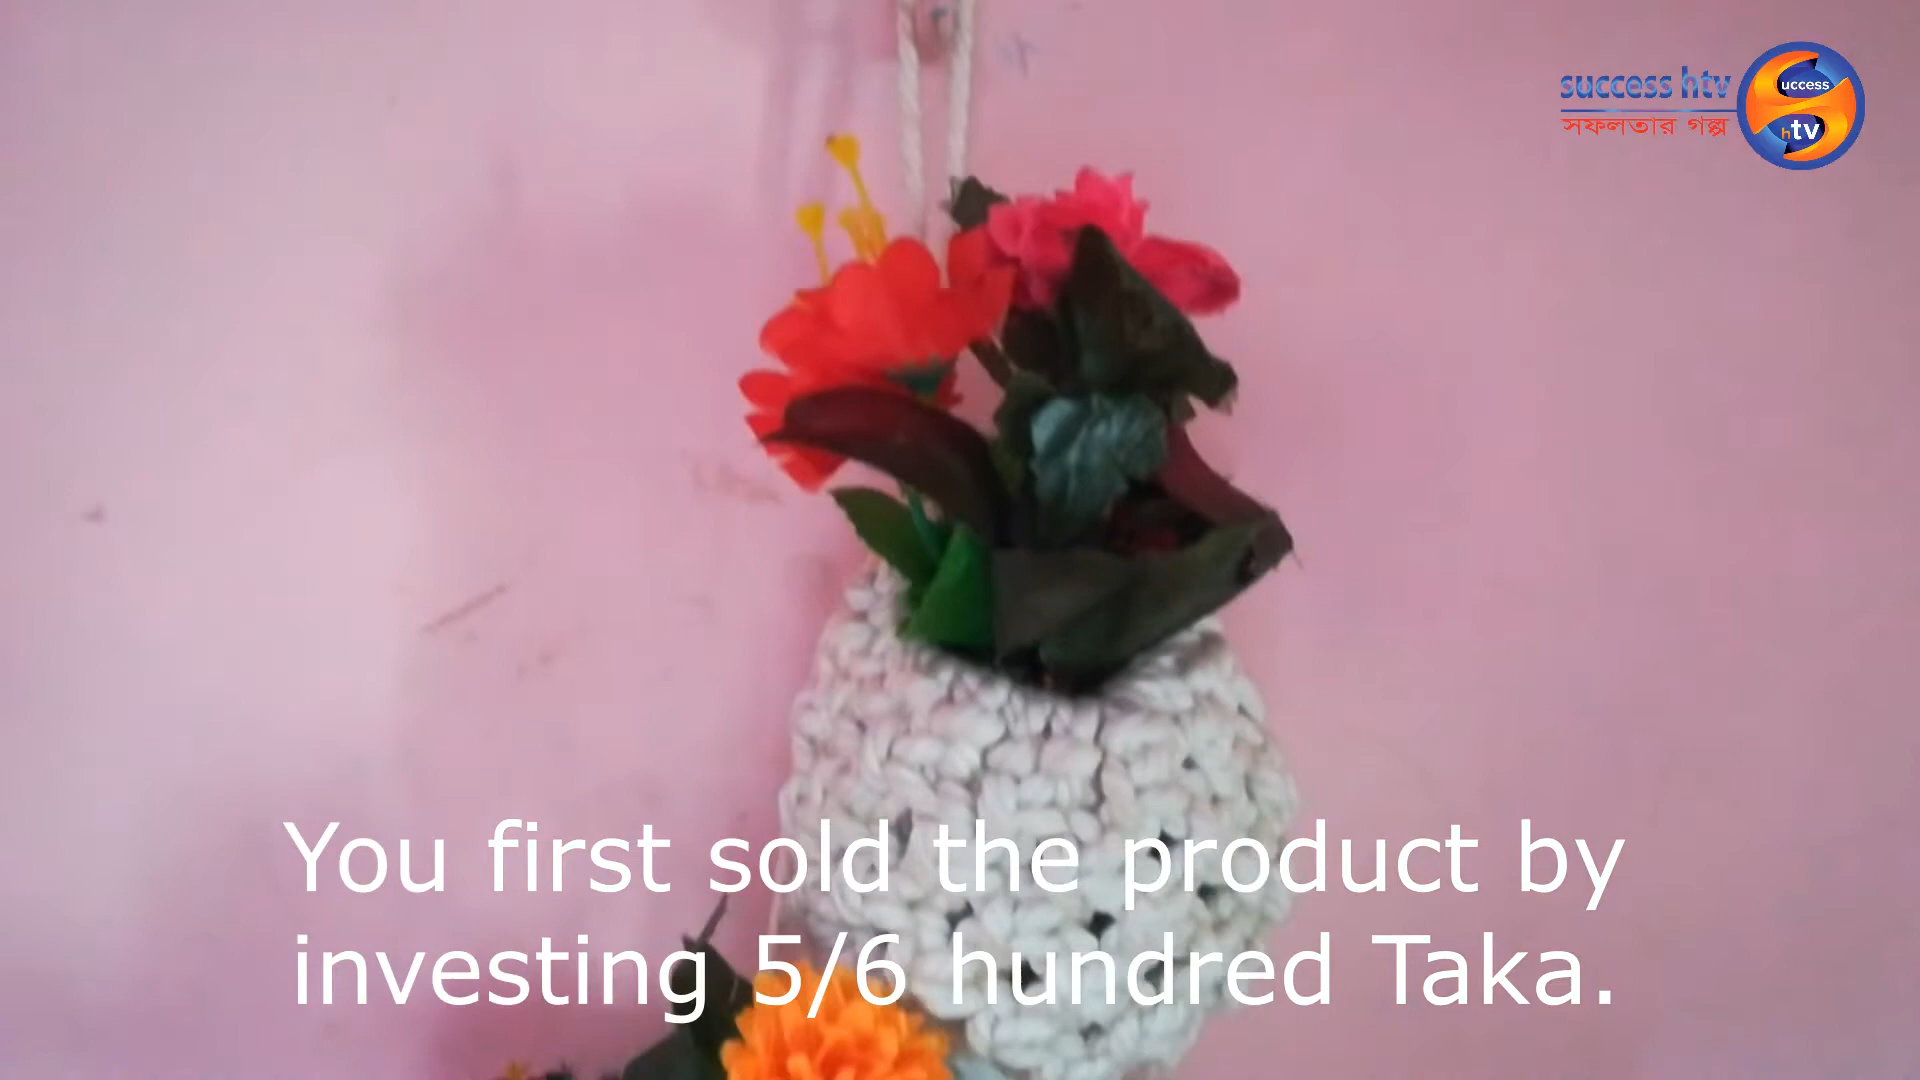 success htv
সফলতার গল্প
uccess
htv
You first sold the product by
investing 5/6 hundred Taka.